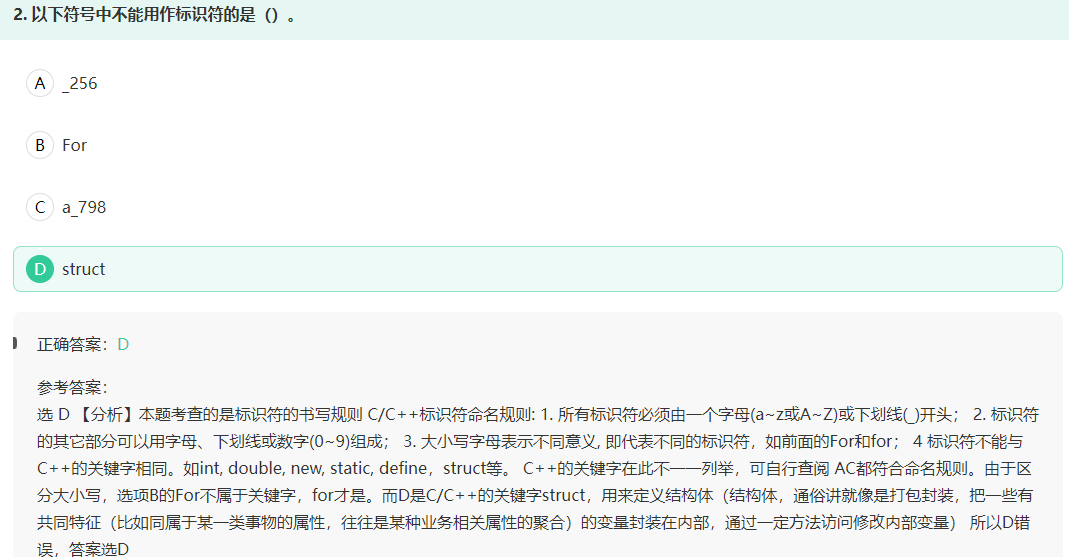 2. 以下符号中不能用作标识符的是（）。
A _256
B For
C a_798
D struct
正确答案： D
参考答案：
选 D 【分析】本题考查的是标识符的书写规则 C/C++标识符命名规则: 1. 所有标识符必须由一个字母(a~z或A~Z)或下划线(_)开头； 2. 标识符
的其它部分可以用字母、下划线或数字(0~9)组成； 3. 大小写字母表示不同意义, 即代表不同的标识符，如前面的For和for； 4 标识符不能与
C++的关键字相同。如int, double, new, static, define，struct等。 C++的关键字在此不一一列举，可自行查阅 AC都符合命名规则。由于区
分大小写，选项B的For不属于关键字，for才是。而D是C/C++的关键字struct，用来定义结构体（结构体，通俗讲就像是打包封装，把一些有
共同特征（比如同属于某一类事物的属性，往往是某种业务相关属性的聚合）的变量封装在内部，通过一定方法访问修改内部变量） 所以D错
误，答案选D